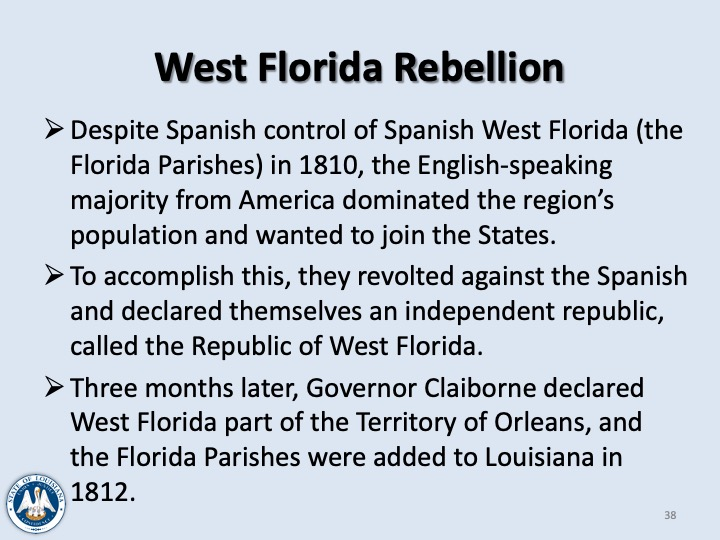 West Florida Rebellion
➢ Despite Spanish control of Spanish West Florida (the
Florida Parishes) in 1810, the English-speaking
majority from America dominated the region’s
population and wanted to join the States.
➢ To accomplish this, they revolted against the Spanish
and declared themselves an independent republic,
called the Republic of West Florida.
➢ Three months later, Governor Claiborne declared
West Florida part of the Territory of Orleans, and
the Florida Parishes were added to Louisiana in
1812.
STATE OF LOUISIANA
CONFIDENCE
38